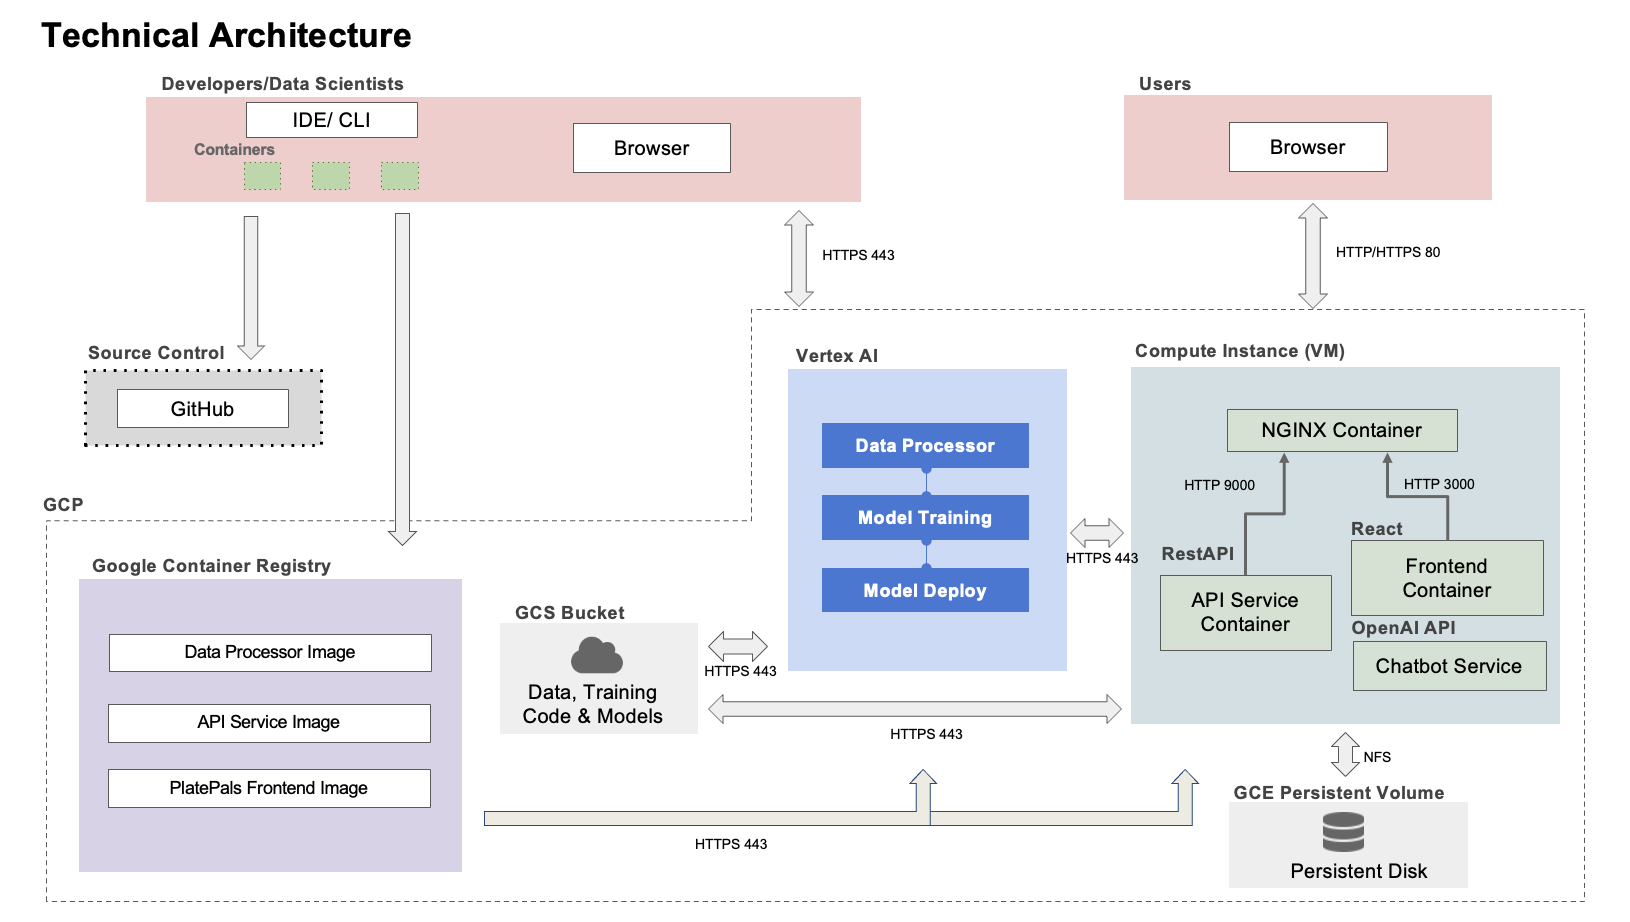 Technical Architecture
Developers/Data Scientists
IDE/ CLI
Containers
Browser
Users
Browser
HTTPS 443
HTTP/HTTPS 80
Source Control
GitHub
GCP
Vertex AI
Data Processor
Model Training
Model Deploy
HTTPS 443
Compute Instance (VM)
NGINX Container
HTTP 9000
HTTP 3000
RestAPI
API Service
Container
React
Frontend
Container
OpenAI API
Chatbot Service
Google Container Registry
Data Processor Image
API Service Image
PlatePals Frontend Image
GCS Bucket
Data, Training
Code & Models
HTTPS 443
HTTPS 443
HTTPS 443
NFS
GCE Persistent Volume
Persistent Disk